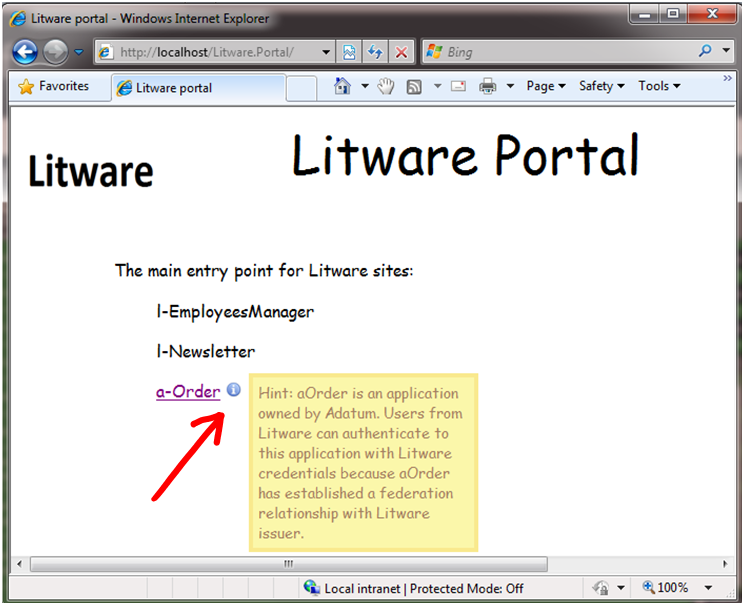 Litware portal - Windows Internet Explorer
http://localhost/Litware.Portal/
Bing
Favorites
Litware portal
Page
Safety
Tools
»
Litware
Litware Portal
The main entry point for Litware sites:
l-EmployeesManager
l-Newsletter
a-Order
Hint: aOrder is an application
owned by Adatum. Users from
Litware can authenticate to
this application with Litware
credentials because aOrder
has established a federation
relationship with Litware
issuer.
Local intranet | Protected Mode: Off
100%